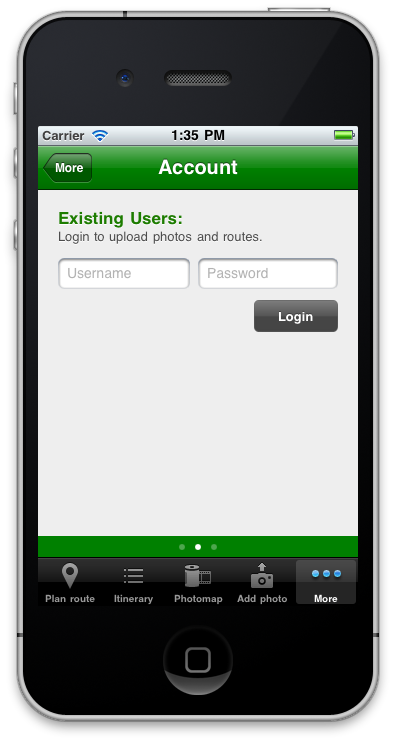 Carrier 1:35 PM
More Account
Existing Users:
Login to upload photos and routes.
Username Password
Login
Plan route Itinerary Photomap Add photo More